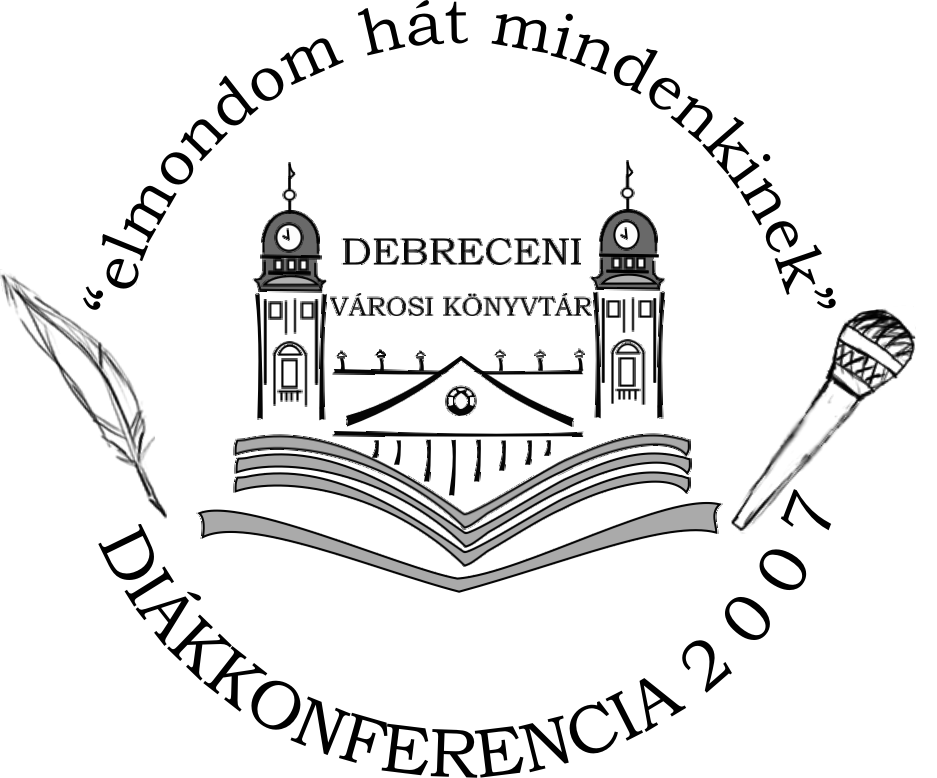 “elmondom hát mindenkinek”
DEBRECENI
VÁROSI KÖNYVTÁR
DIÁKKONFERENCIA 2007